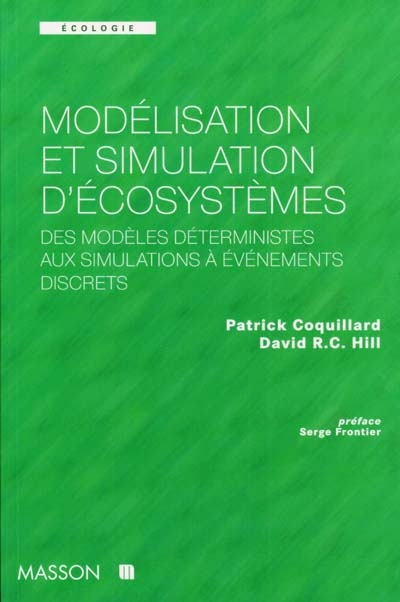 ÉCOLOGIE
MODÉLISATION
ET SIMULATION
D'ÉCOSYSTÈMES
DES MODÈLES DÉTERMINISTES
AUX SIMULATIONS À ÉVÉNEMENTS
DISCRETS
Patrick Coquillard
David R.C. Hill
préface
Serge Frontier
MASSON